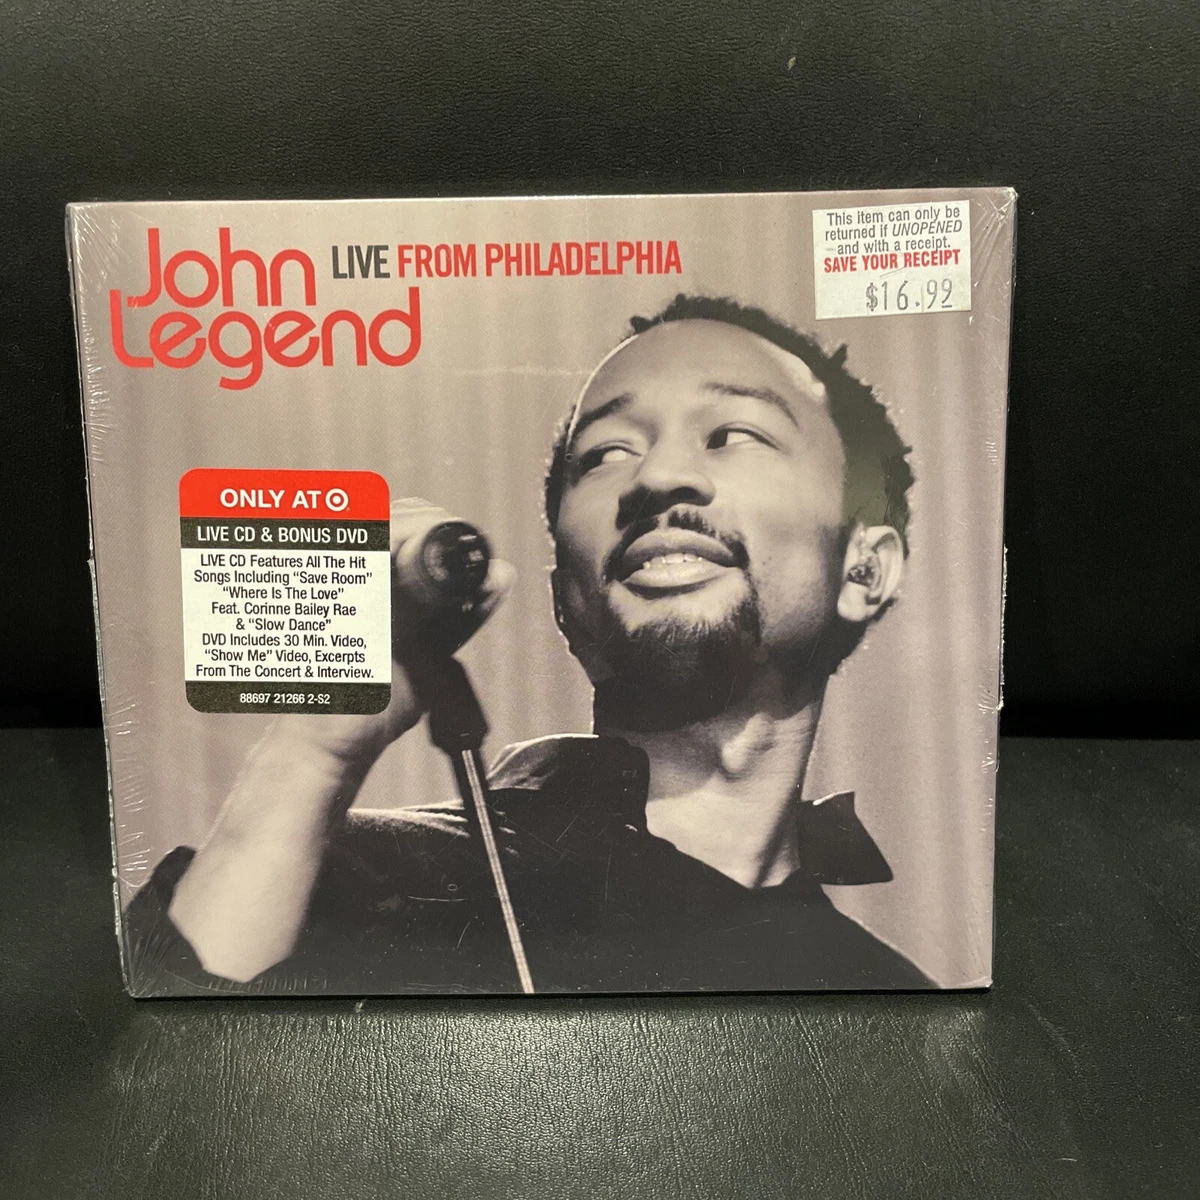 John
Legend
LIVE FROM PHILADELPHIA
This item can only be
returned if UNOPENED
and with a receipt.
SAVE YOUR RECEIPT
$16.99
ONLY AT
LIVE CD & BONUS DVD
LIVE CD Features All The Hit
Songs Including “Save Room”
“Where Is The Love”
Feat. Corinne Bailey Rae
& “Slow Dance”
DVD Includes 30 Min. Video,
“Show Me” Video, Excerpts
From The Concert & Interview.
88697 21266 2-S2